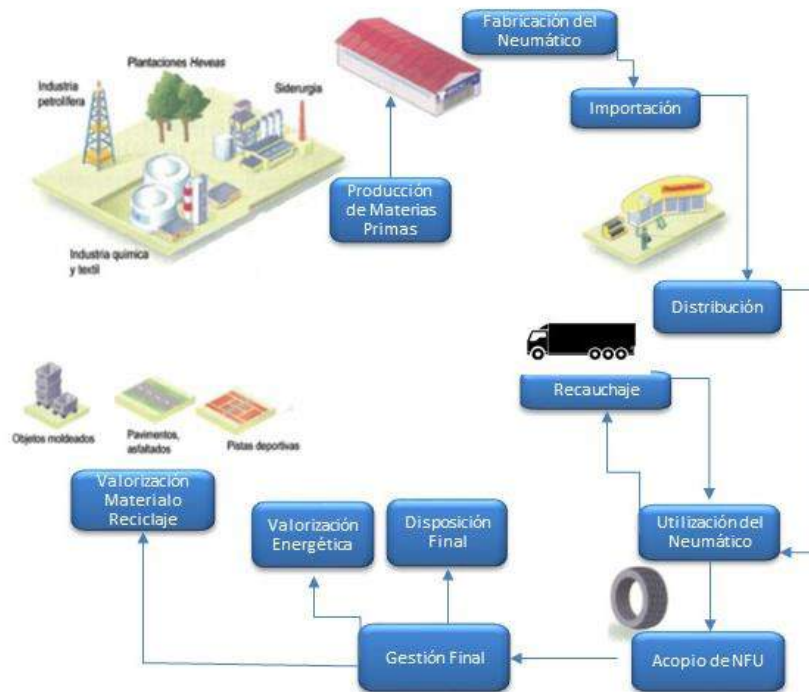 Fabricación del
Neumático
Importación
Plantaciones Heveas
Industria
petrolífera
Siderurgia
Producción
de Materias
Primas
Industria química
y textil
Distribución
Recauchaje
Objetos moldeados
Pavimentos,
asfaltados
Pistas deportivas
Valorización
Materialo
Reciclaje
Valorización
Energética
Disposición
Final
Utilización del
Neumático
Gestión Final
Acopio de NFU